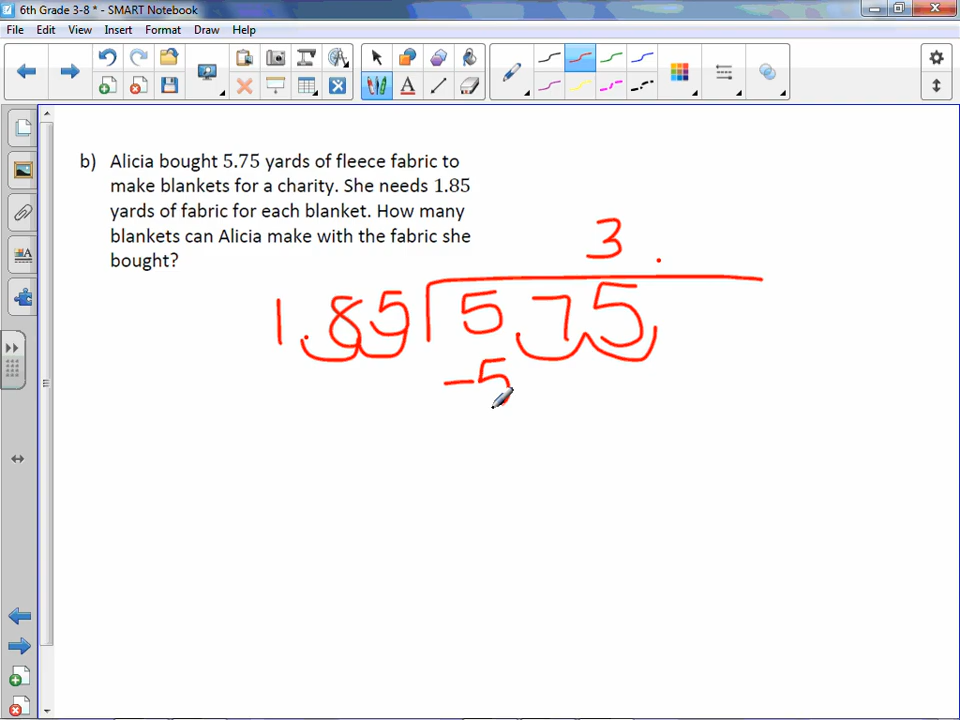 6th Grade 3-8 * - SMART Notebook
File Edit View Insert Format Draw Help
b) Alicia bought 5.75 yards of fleece fabric to
make blankets for a charity. She needs 1.85
yards of fabric for each blanket. How many
blankets can Alicia make with the fabric she
bought?
3 .
1.85 5.75
-5